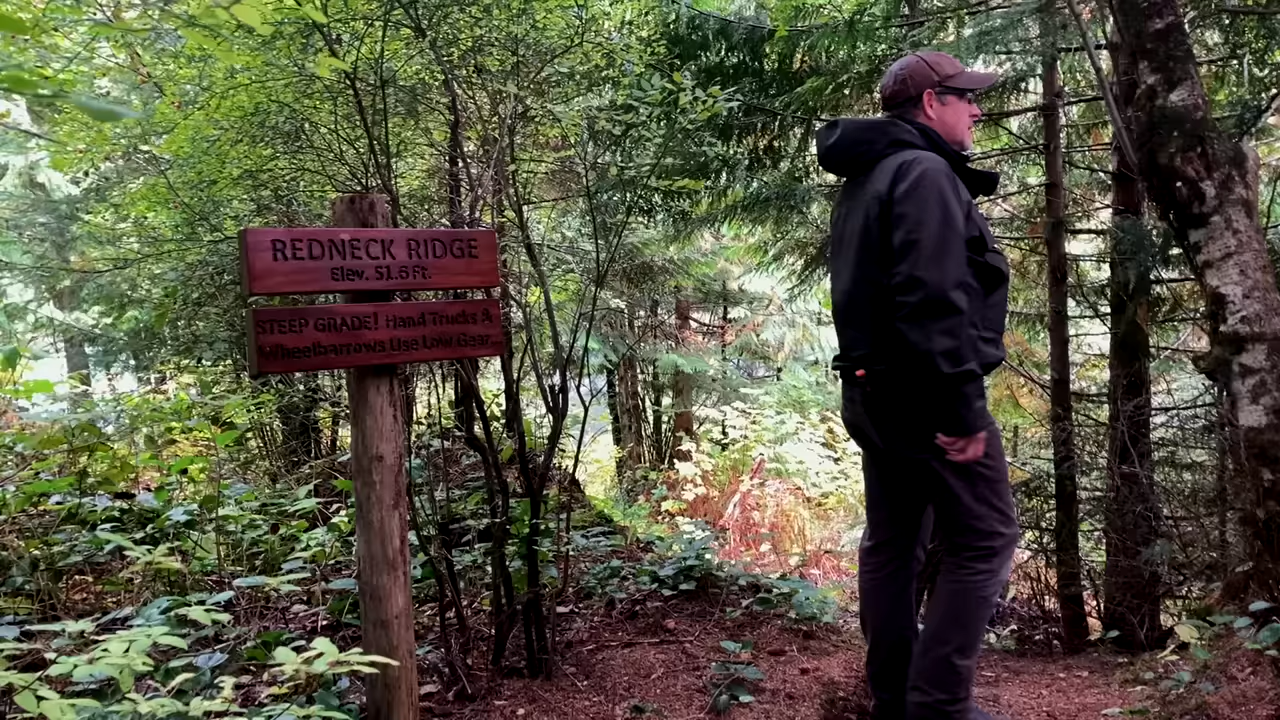 REDNECK RIDGE
Elev. 51.6 Ft.
STEEP GRADE! Hand Trucks &
Wheelbarrows Use Low Gear